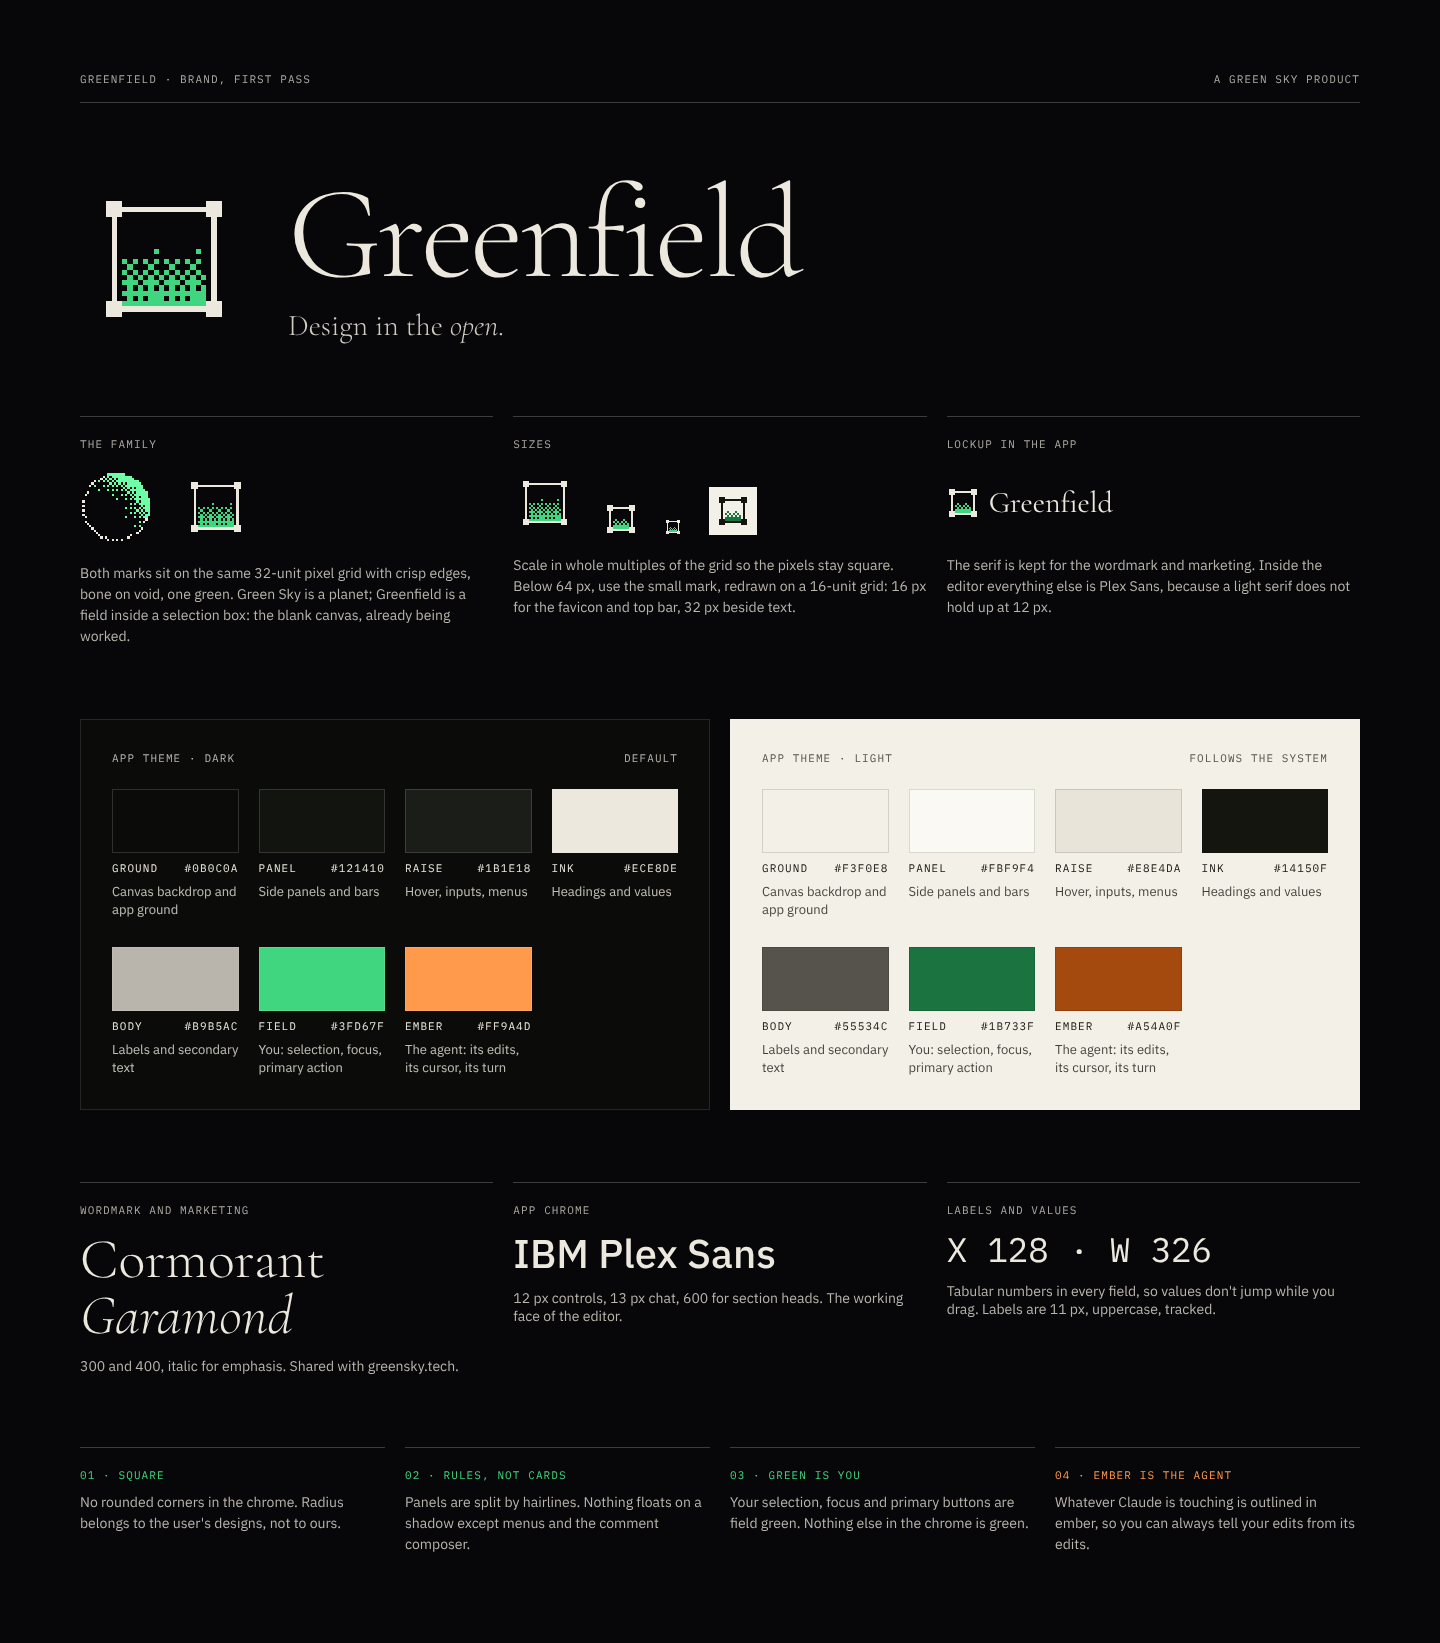 GREENFIELD · BRAND, FIRST PASS
A GREEN SKY PRODUCT
Greenfield
Design in the open.
THE FAMILY
Both marks sit on the same 32-unit pixel grid with crisp edges,
bone on void, one green. Green Sky is a planet; Greenfield is a
field inside a selection box: the blank canvas, already being
worked.
SIZES
Scale in whole multiples of the grid so the pixels stay square.
Below 64 px, use the small mark, redrawn on a 16-unit grid: 16 px
for the favicon and top bar, 32 px beside text.
LOCKUP IN THE APP
Greenfield
The serif is kept for the wordmark and marketing. Inside the
editor everything else is Plex Sans, because a light serif does not
hold up at 12 px.
APP THEME · DARK
DEFAULT
GROUND #0B0C0A
Canvas backdrop and
app ground
PANEL #121410
Side panels and bars
RAISE #1B1E18
Hover, inputs, menus
INK #ECE8DE
Headings and values
BODY #B9B5AC
Labels and secondary
text
FIELD #3FD67F
You: selection, focus,
primary action
EMBER #FF9A4D
The agent: its edits,
its cursor, its turn
APP THEME · LIGHT
FOLLOWS THE SYSTEM
GROUND #F3F0E8
Canvas backdrop and
app ground
PANEL #FBF9F4
Side panels and bars
RAISE #E8E4DA
Hover, inputs, menus
INK #14150F
Headings and values
BODY #55534C
Labels and secondary
text
FIELD #1B733F
You: selection, focus,
primary action
EMBER #A54A0F
The agent: its edits,
its cursor, its turn
WORDMARK AND MARKETING
Cormorant
Garamond
300 and 400, italic for emphasis. Shared with greensky.tech.
APP CHROME
IBM Plex Sans
12 px controls, 13 px chat, 600 for section heads. The working
face of the editor.
LABELS AND VALUES
X 128 · W 326
Tabular numbers in every field, so values don't jump while you
drag. Labels are 11 px, uppercase, tracked.
01 · SQUARE
No rounded corners in the chrome. Radius
belongs to the user's designs, not to ours.
02 · RULES, NOT CARDS
Panels are split by hairlines. Nothing floats on a
shadow except menus and the comment
composer.
03 · GREEN IS YOU
Your selection, focus and primary buttons are
field green. Nothing else in the chrome is green.
04 · EMBER IS THE AGENT
Whatever Claude is touching is outlined in
ember, so you can always tell your edits from its
edits.